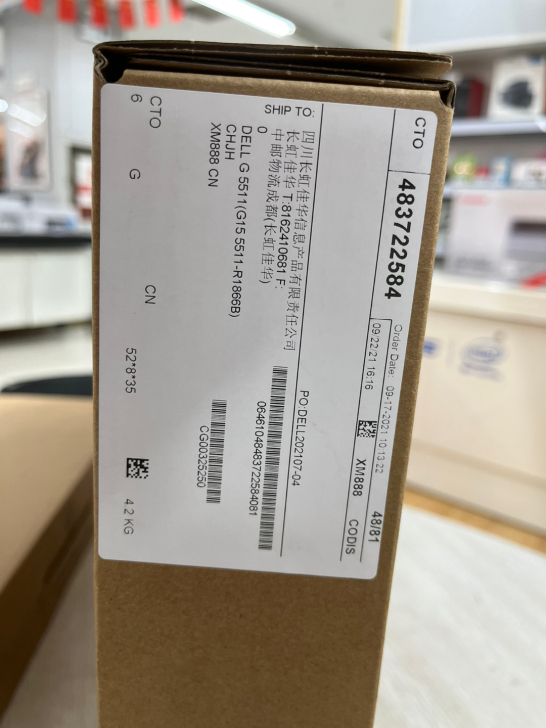 CTO
483722584
Order Date: 09-17-2021 10:13:22
09/22/21 16:16
XM888
48/81
CODIS
SHIP TO:
四川长虹佳华信息产品有限责任公司
长虹佳华 T:8162410681 F:
中邮物流成都(长虹佳华)
0
PO:DELL202107-04
06461048483722584081
DELL G 5511(G15 5511-R1866B)
CHJH
XM888 CN
CG00325250
CTO
6
G
CN
52*8*35
4.2 KG